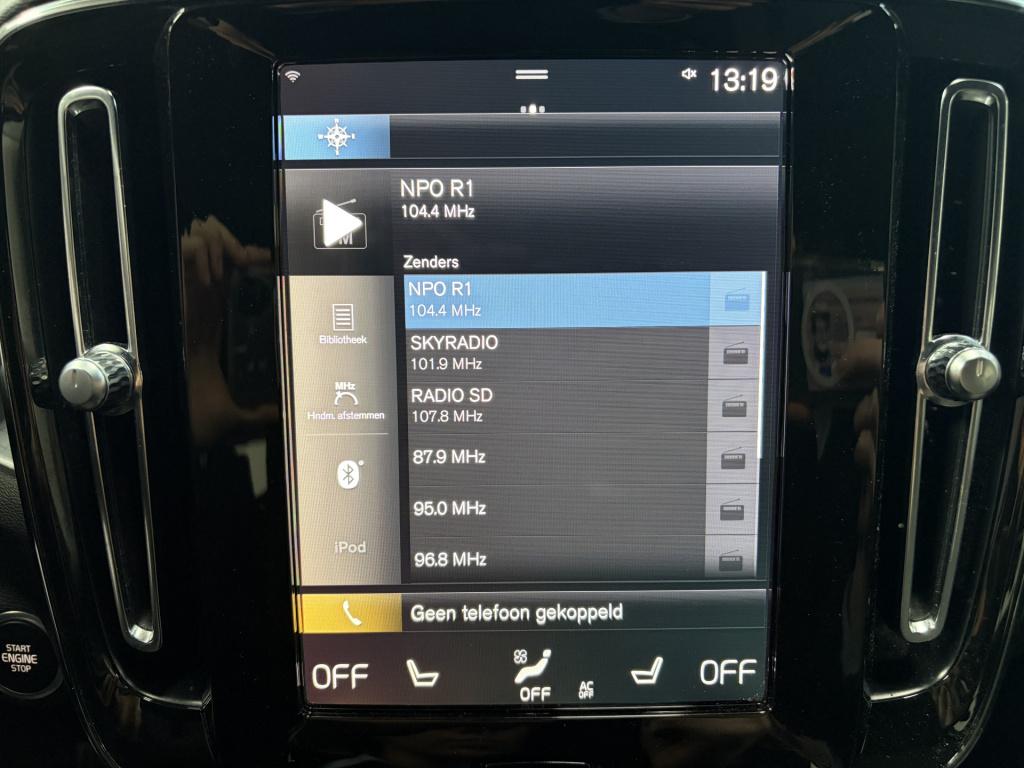 13:19
NPO R1
104.4 MHz
Zenders
NPO R1
104.4 MHz
SKYRADIO
101.9 MHz
RADIO SD
107.8 MHz
87.9 MHz
95.0 MHz
96.8 MHz
Bibliotheek
MHz
Hndm. afstemmen
iPod
Geen telefoon gekoppeld
OFF
OFF
AC
OFF
OFF
START
ENGINE
STOP